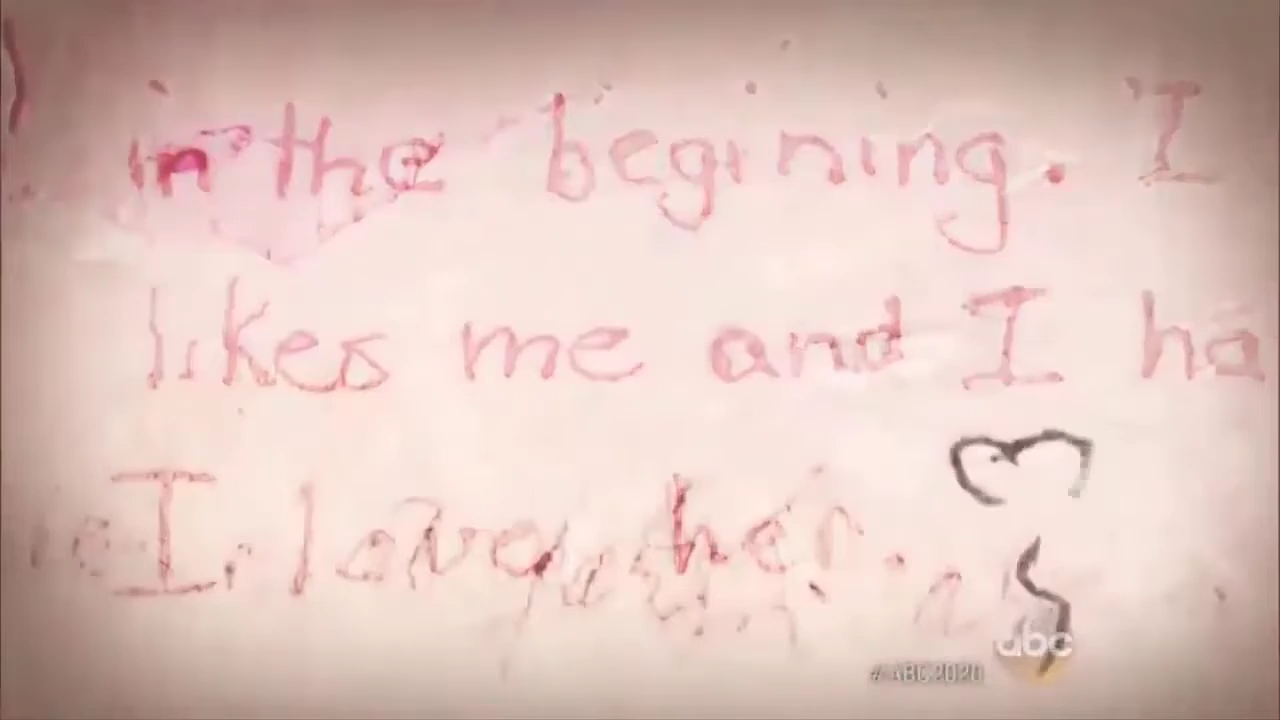 in the begining. I
likes me and I ha
I love her.
abc
#ABC2020